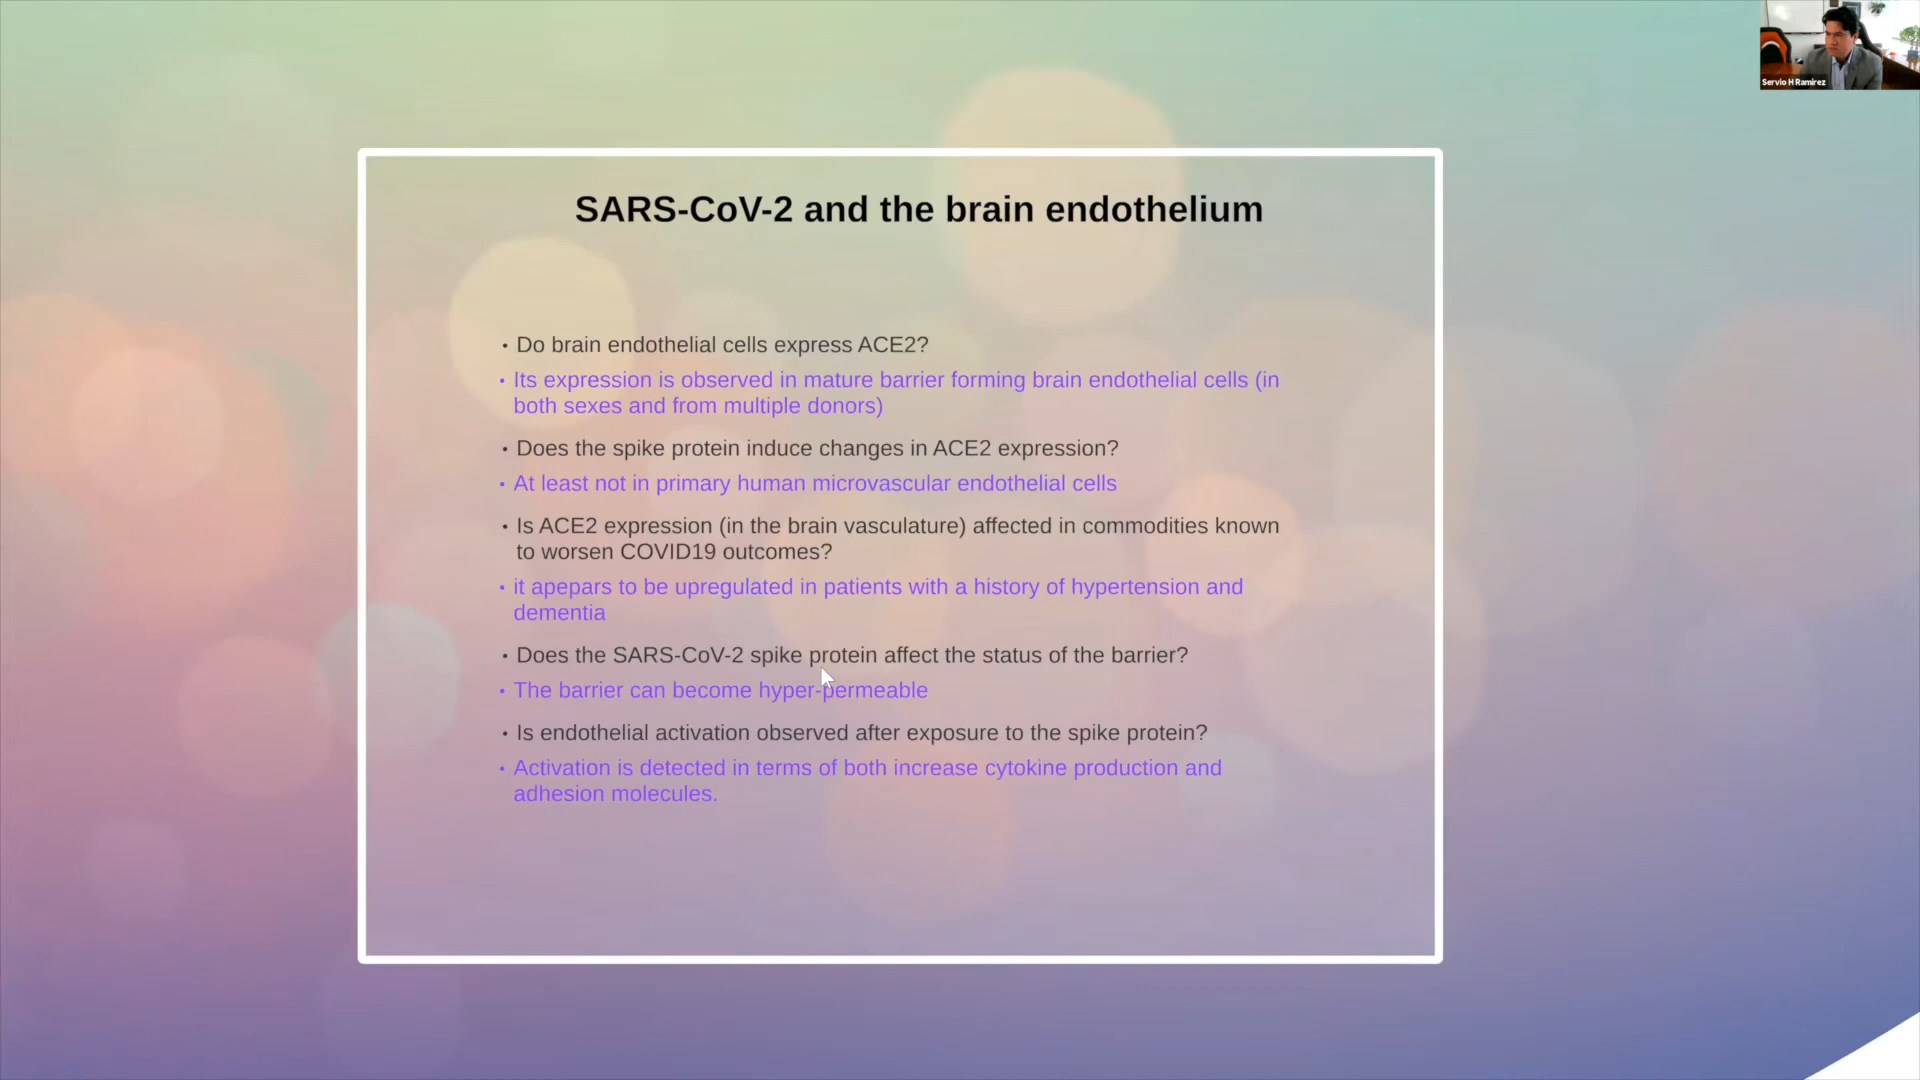 Servio H Ramirez
SARS-CoV-2 and the brain endothelium
• Do brain endothelial cells express ACE2?
• Its expression is observed in mature barrier forming brain endothelial cells (in
both sexes and from multiple donors)
• Does the spike protein induce changes in ACE2 expression?
• At least not in primary human microvascular endothelial cells
• Is ACE2 expression (in the brain vasculature) affected in commodities known
to worsen COVID19 outcomes?
• it apepars to be upregulated in patients with a history of hypertension and
dementia
• Does the SARS-CoV-2 spike protein affect the status of the barrier?
• The barrier can become hyper-permeable
• Is endothelial activation observed after exposure to the spike protein?
• Activation is detected in terms of both increase cytokine production and
adhesion molecules.